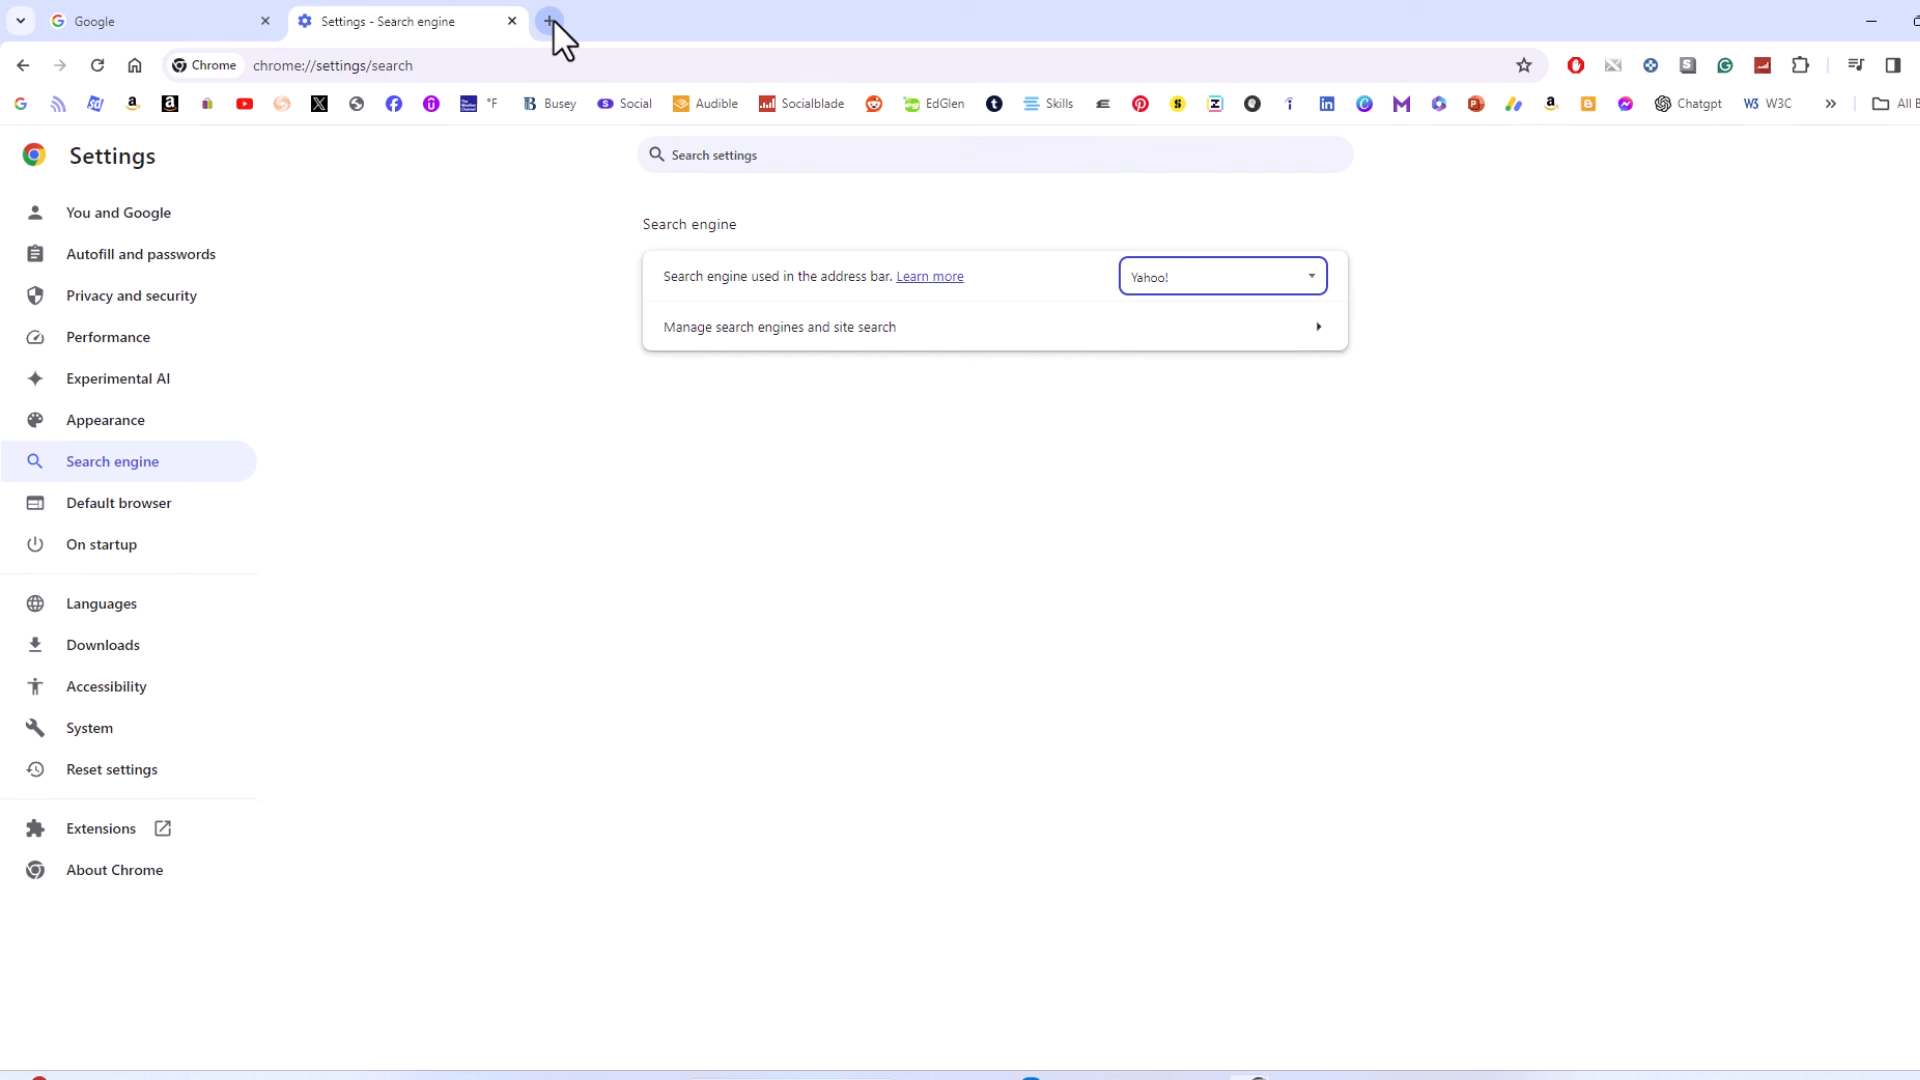 Google
Settings - Search engine
Chrome chrome://settings/search
°F Busey Social Audible Socialblade EdGlen Skills Chatgpt W3C » All B
Settings
Search settings
You and Google
Autofill and passwords
Privacy and security
Performance
Experimental AI
Appearance
Search engine
Default browser
On startup
Languages
Downloads
Accessibility
System
Reset settings
Extensions
About Chrome
Search engine
Search engine used in the address bar. Learn more
Yahoo!
Manage search engines and site search